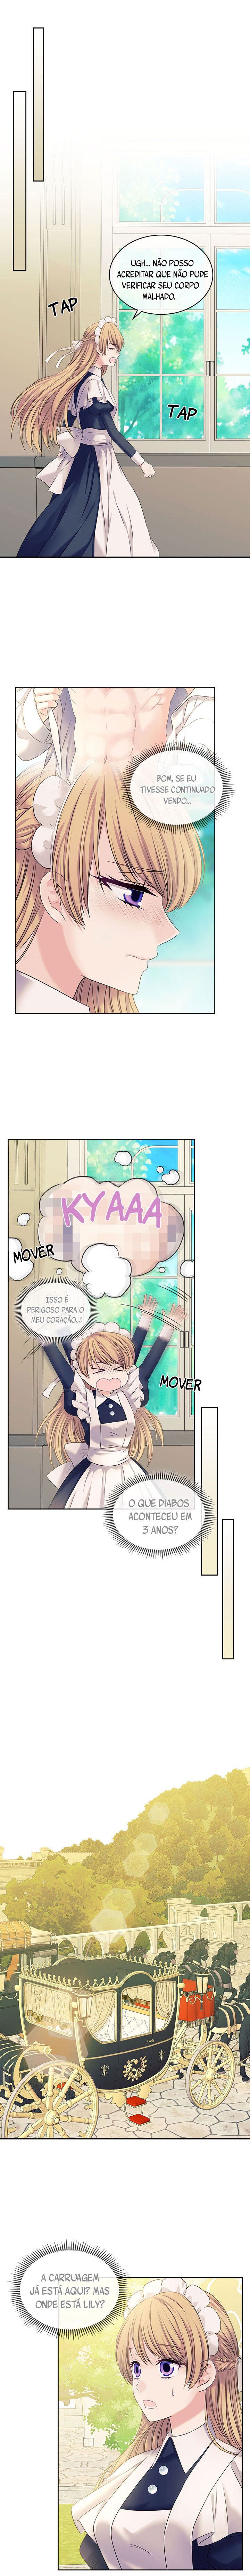 UGH... NÃO POSSO
ACREDITAR QUE NÃO PUDE
VERIFICAR SEU CORPO
MALHADO.
TAP
TAP
BOM, SE EU
TIVESSE CONTINUADO
VENDO...
KYAAA
MOVER
ISSO É
PERIGOSO PARA O
MEU CORAÇÃO..!
MOVER
O QUE DIABOS
ACONTECEU EM
3 ANOS?
A CARRUAGEM
JÁ ESTÁ AQUI? MAS
ONDE ESTÁ LILY?